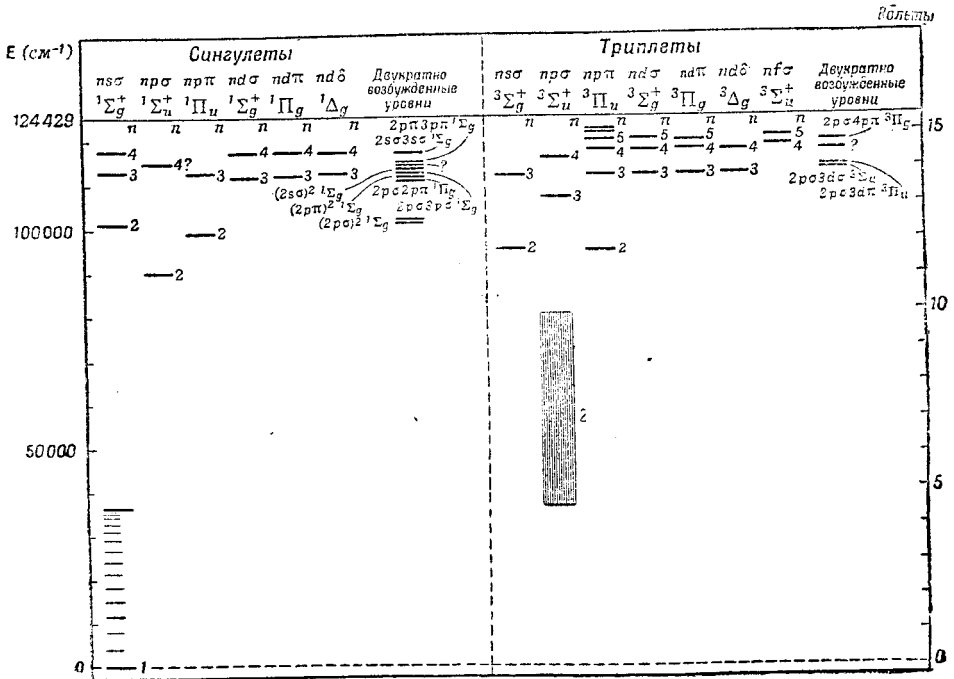 Вольты
E (см⁻¹)
Сингулеты
Триплеты
nsσ npσ npπ ndσ ndπ ndδ Двукратно возбужденные уровни
¹Σg⁺ ¹Σu⁺ ¹Πu ¹Σg⁺ ¹Πg ¹Δg
nsσ npσ npπ ndσ ndπ ndδ nfσ Двукратно возбужденные уровни
³Σg⁺ ³Σu⁺ ³Πu ³Σg⁺ ³Πg ³Δg ³Σu⁺
124429
n n n n n n
2pπ3pπ ¹Σg
2sσ3sσ ¹Σg
n n n n n n n
2pσ4pπ ³Πg
15
4 4? 4 4 4 ?
3 3 3 3 3
(2sσ)² ¹Σg
(2pπ)² ¹Σg
(2pσ)² ¹Σg
2pσ2pπ ¹Πg
2pσ3pσ ¹Σg
5 5 5 5
4 4 4 4 4 4 ?
3 3 3 3 3 3
2pσ3dσ ³Σg
2pσ3dπ ³Πu
2 2 2
100000
2 2
10
50000
2
5
0
1
0